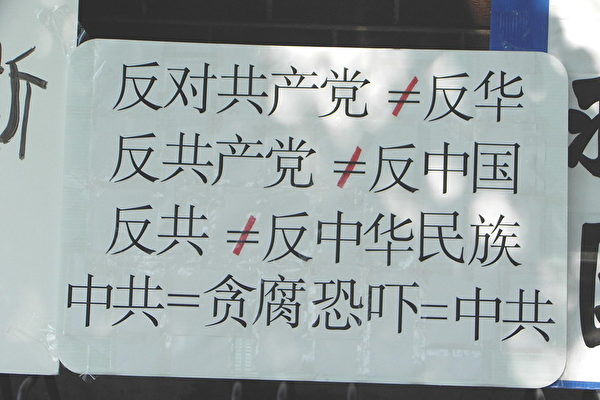 反对共产党≠反华
反共产党≠反中国
反共≠反中华民族
中共=贪腐恐吓=中共